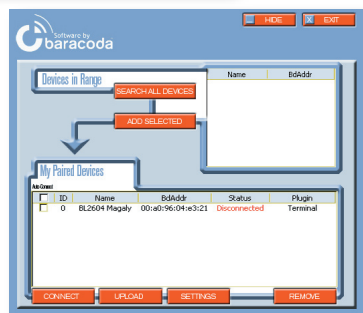 HIDE
EXIT
Software by
baracoda
Devices in Range
SEARCH ALL DEVICES
ADD SELECTED
Name BdAddr
My Paired Devices
Auto Connect
ID Name BdAddr Status Plugin
0 BL2604 Magaly 00:a0:96:04:e3:21 Disconnected Terminal
CONNECT UPLOAD SETTINGS REMOVE